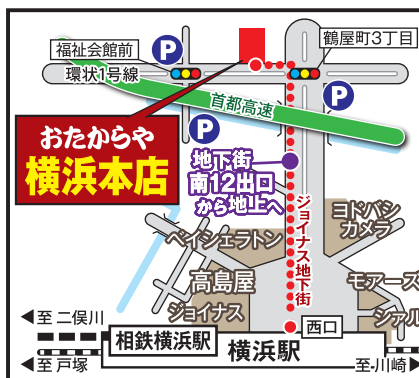 福祉会館前
P
鶴屋町3丁目
環状1号線
首都高速
P
P
おたからや
横浜本店
地下街
南12出口
から地上へ
ジョイナス地下街
ヨドバシ
カメラ
ベイシェラトン
高島屋
ジョイナス
モアーズ
シァル
西口
至 二俣川
相鉄横浜駅
横浜駅
至 戸塚
至 川崎